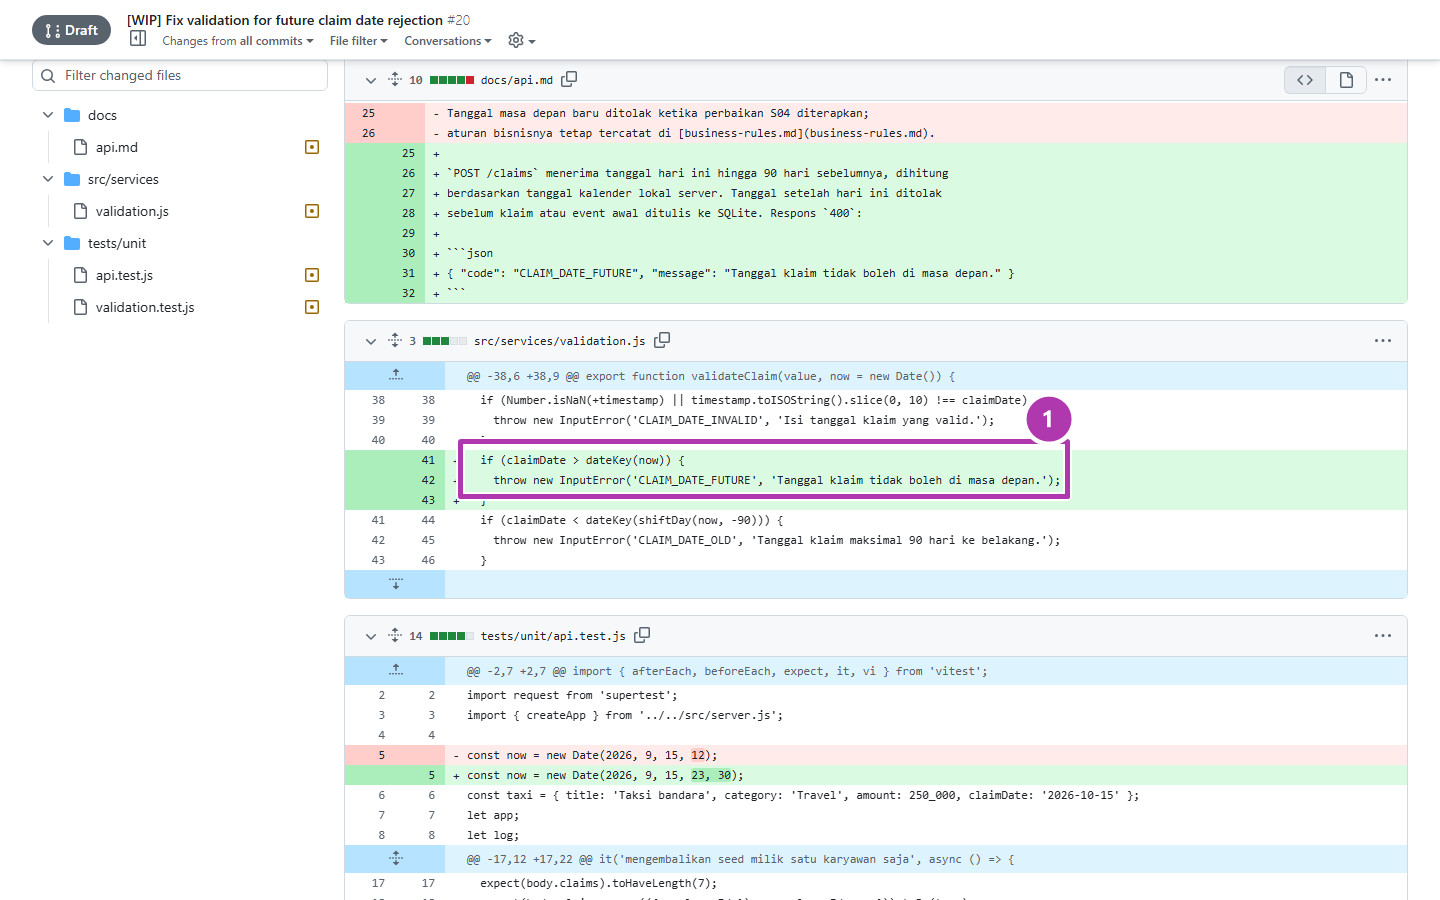 Draft
[WIP] Fix validation for future claim date rejection #20
Changes from all commits
File filter
Conversations
Filter changed files
docs
api.md
src/services
validation.js
tests/unit
api.test.js
validation.test.js
10 docs/api.md
25 - Tanggal masa depan baru ditolak ketika perbaikan S04 diterapkan;
26 - aturan bisnisnya tetap tercatat di [business-rules.md](business-rules.md).
25 +
26 + `POST /claims` menerima tanggal hari ini hingga 90 hari sebelumnya, dihitung
27 + berdasarkan tanggal kalender lokal server. Tanggal setelah hari ini ditolak
28 + sebelum klaim atau event awal ditulis ke SQLite. Respons `400`:
29 +
30 + ```json
31 + { "code": "CLAIM_DATE_FUTURE", "message": "Tanggal klaim tidak boleh di masa depan." }
32 + ```
3 src/services/validation.js
@@ -38,6 +38,9 @@ export function validateClaim(value, now = new Date()) {
38 38 if (Number.isNaN(+timestamp) || timestamp.toISOString().slice(0, 10) !== claimDate)
39 39 throw new InputError('CLAIM_DATE_INVALID', 'Isi tanggal klaim yang valid.');
40 40
1
41 if (claimDate > dateKey(now)) {
42 throw new InputError('CLAIM_DATE_FUTURE', 'Tanggal klaim tidak boleh di masa depan.');
43 + }
41 44 if (claimDate < dateKey(shiftDay(now, -90))) {
42 45 throw new InputError('CLAIM_DATE_OLD', 'Tanggal klaim maksimal 90 hari ke belakang.');
43 46 }
14 tests/unit/api.test.js
@@ -2,7 +2,7 @@ import { afterEach, beforeEach, expect, it, vi } from 'vitest';
2 2 import request from 'supertest';
3 3 import { createApp } from '../../src/server.js';
4 4
5 - const now = new Date(2026, 9, 15, 12);
5 + const now = new Date(2026, 9, 15, 23, 30);
6 6 const taxi = { title: 'Taksi bandara', category: 'Travel', amount: 250_000, claimDate: '2026-10-15' };
7 7 let app;
8 8 let log;
@@ -17,12 +17,22 @@ it('mengembalikan seed milik satu karyawan saja', async () => {
17 17 expect(body.claims).toHaveLength(7);